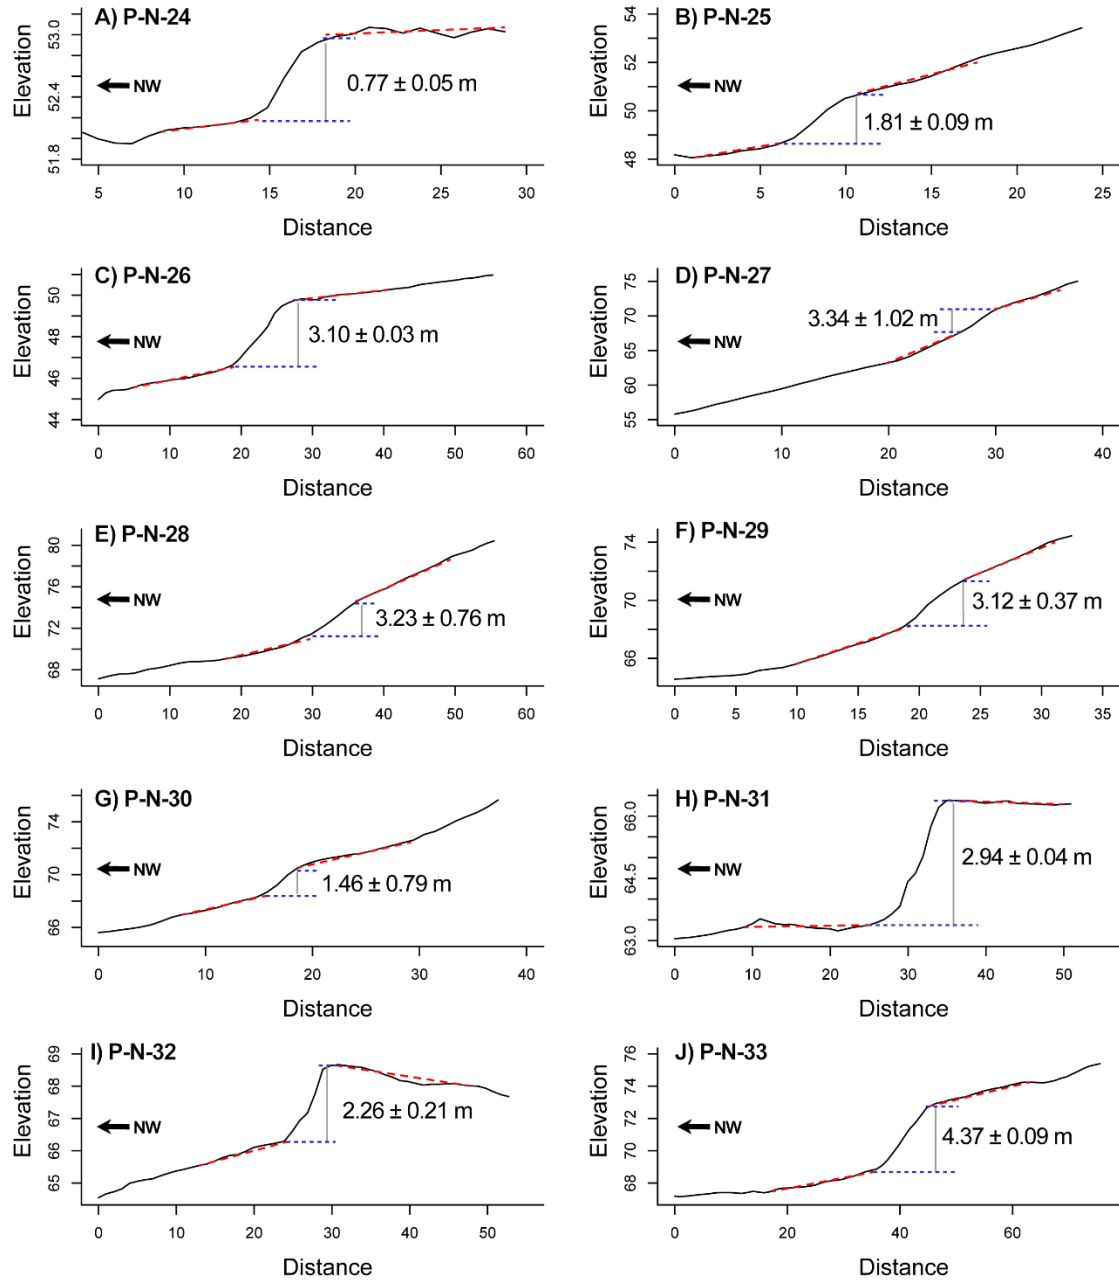 A) P-N-24
Elevation
53.0
52.4
51.8
NW
0.77 ± 0.05 m
5 10 15 20 25 30
Distance
B) P-N-25
Elevation
54
52
50
48
NW
1.81 ± 0.09 m
0 5 10 15 20 25
Distance
C) P-N-26
Elevation
50
48
46
44
NW
3.10 ± 0.03 m
0 10 20 30 40 50 60
Distance
D) P-N-27
Elevation
75
70
65
60
55
NW
3.34 ± 1.02 m
0 10 20 30 40
Distance
E) P-N-28
Elevation
80
76
72
68
NW
3.23 ± 0.76 m
0 10 20 30 40 50 60
Distance
F) P-N-29
Elevation
74
70
66
NW
3.12 ± 0.37 m
0 5 10 15 20 25 30 35
Distance
G) P-N-30
Elevation
74
70
66
NW
1.46 ± 0.79 m
0 10 20 30 40
Distance
H) P-N-31
Elevation
66.0
64.5
63.0
NW
2.94 ± 0.04 m
0 10 20 30 40 50
Distance
I) P-N-32
Elevation
69
68
67
66
65
NW
2.26 ± 0.21 m
0 10 20 30 40 50
Distance
J) P-N-33
Elevation
76
74
72
70
68
NW
4.37 ± 0.09 m
0 20 40 60
Distance